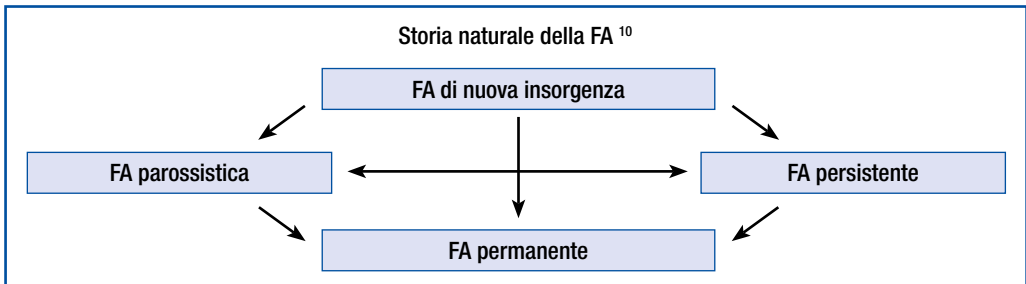 Storia naturale della FA 10
FA di nuova insorgenza
FA parossistica
FA persistente
FA permanente